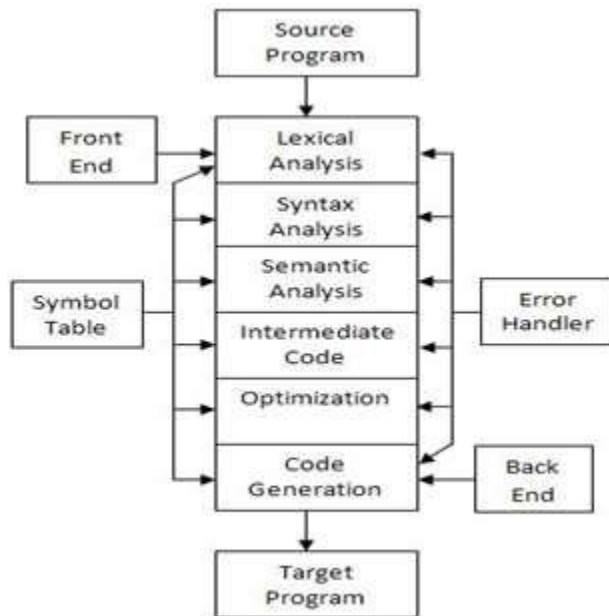 Source
Program
Front
End
Lexical
Analysis
Syntax
Analysis
Semantic
Analysis
Symbol
Table
Error
Handler
Intermediate
Code
Optimization
Code
Generation
Back
End
Target
Program